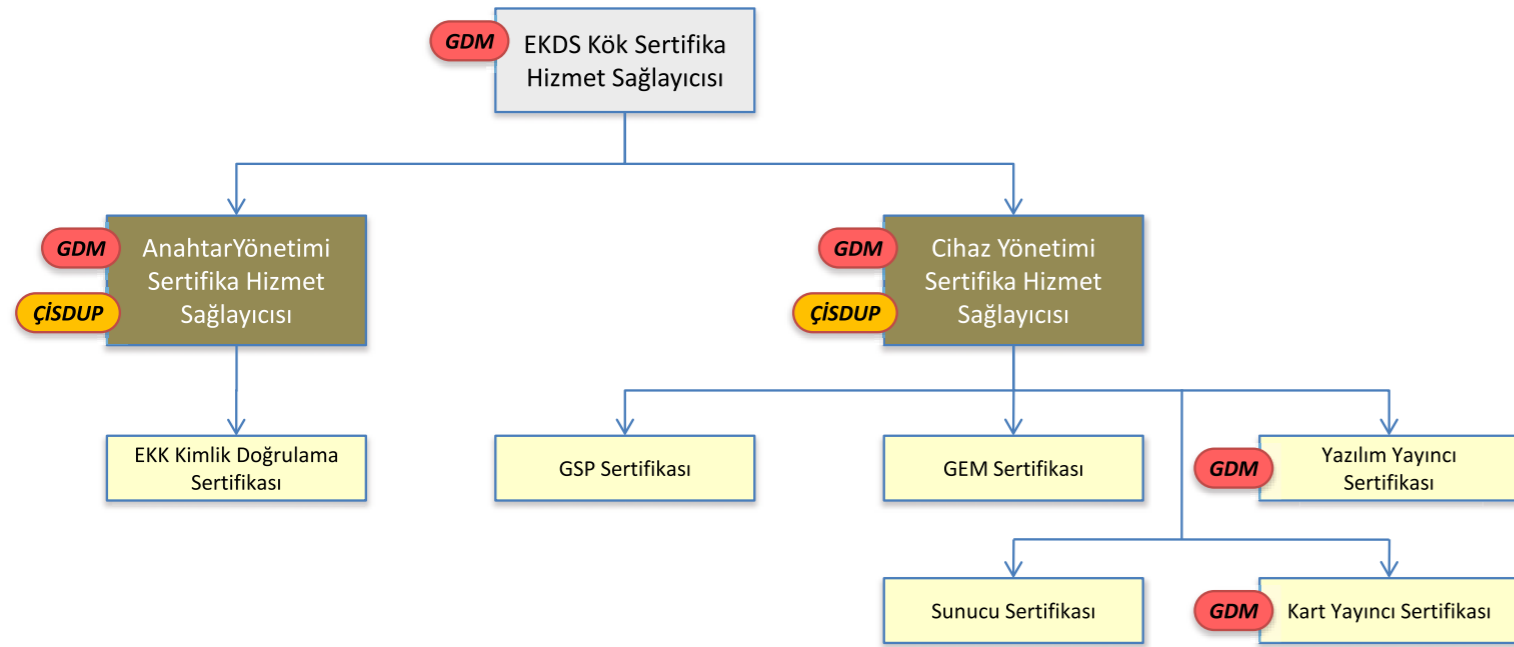 GDM
EKDS Kök Sertifika
Hizmet Sağlayıcısı
GDM
AnahtarYönetimi
Sertifika Hizmet
Sağlayıcısı
ÇİSDUP
GDM
Cihaz Yönetimi
Sertifika Hizmet
Sağlayıcısı
ÇİSDUP
EKK Kimlik Doğrulama
Sertifikası
GSP Sertifikası
GEM Sertifikası
GDM
Yazılım Yayıncı
Sertifikası
Sunucu Sertifikası
GDM
Kart Yayıncı Sertifikası